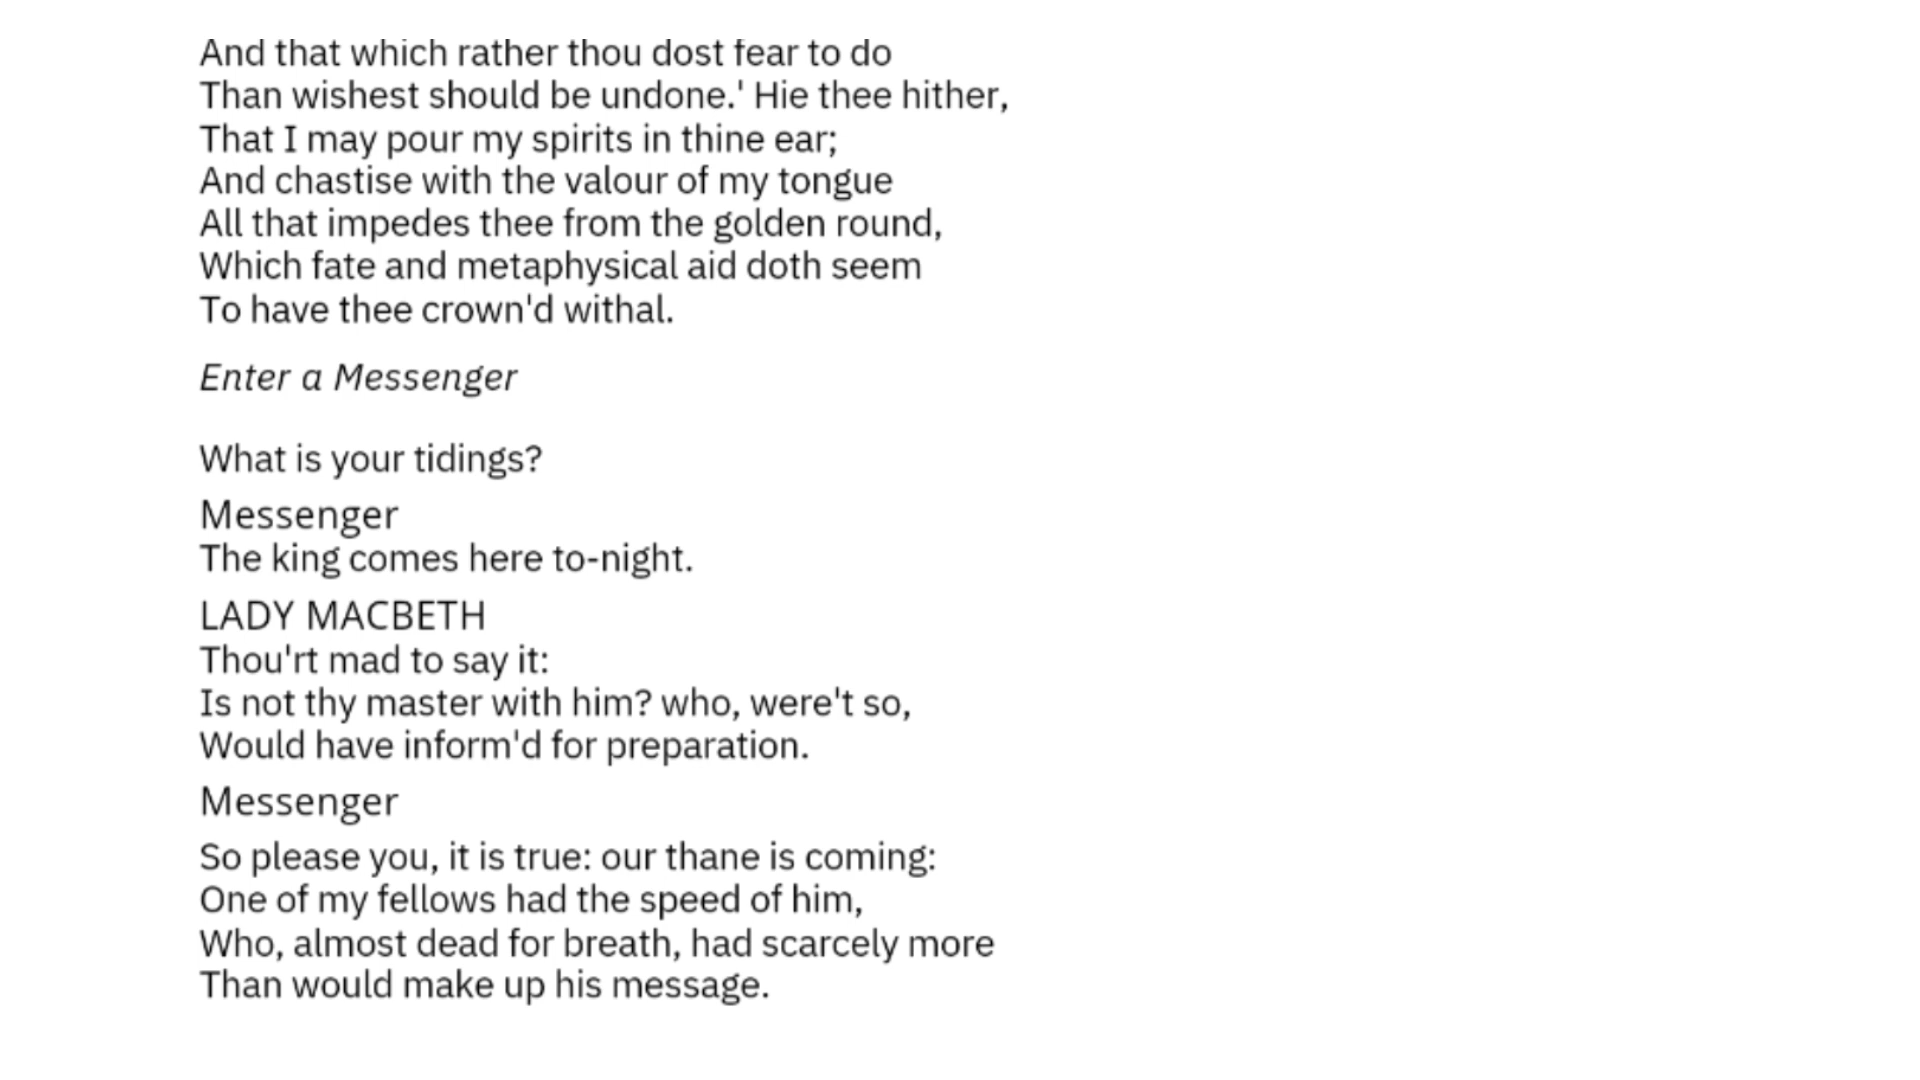 And that which rather thou dost fear to do
Than wishest should be undone.' Hie thee hither,
That I may pour my spirits in thine ear;
And chastise with the valour of my tongue
All that impedes thee from the golden round,
Which fate and metaphysical aid doth seem
To have thee crown'd withal.
Enter a Messenger
What is your tidings?
Messenger
The king comes here to-night.
LADY MACBETH
Thou'rt mad to say it:
Is not thy master with him? who, were't so,
Would have inform'd for preparation.
Messenger
So please you, it is true: our thane is coming:
One of my fellows had the speed of him,
Who, almost dead for breath, had scarcely more
Than would make up his message.